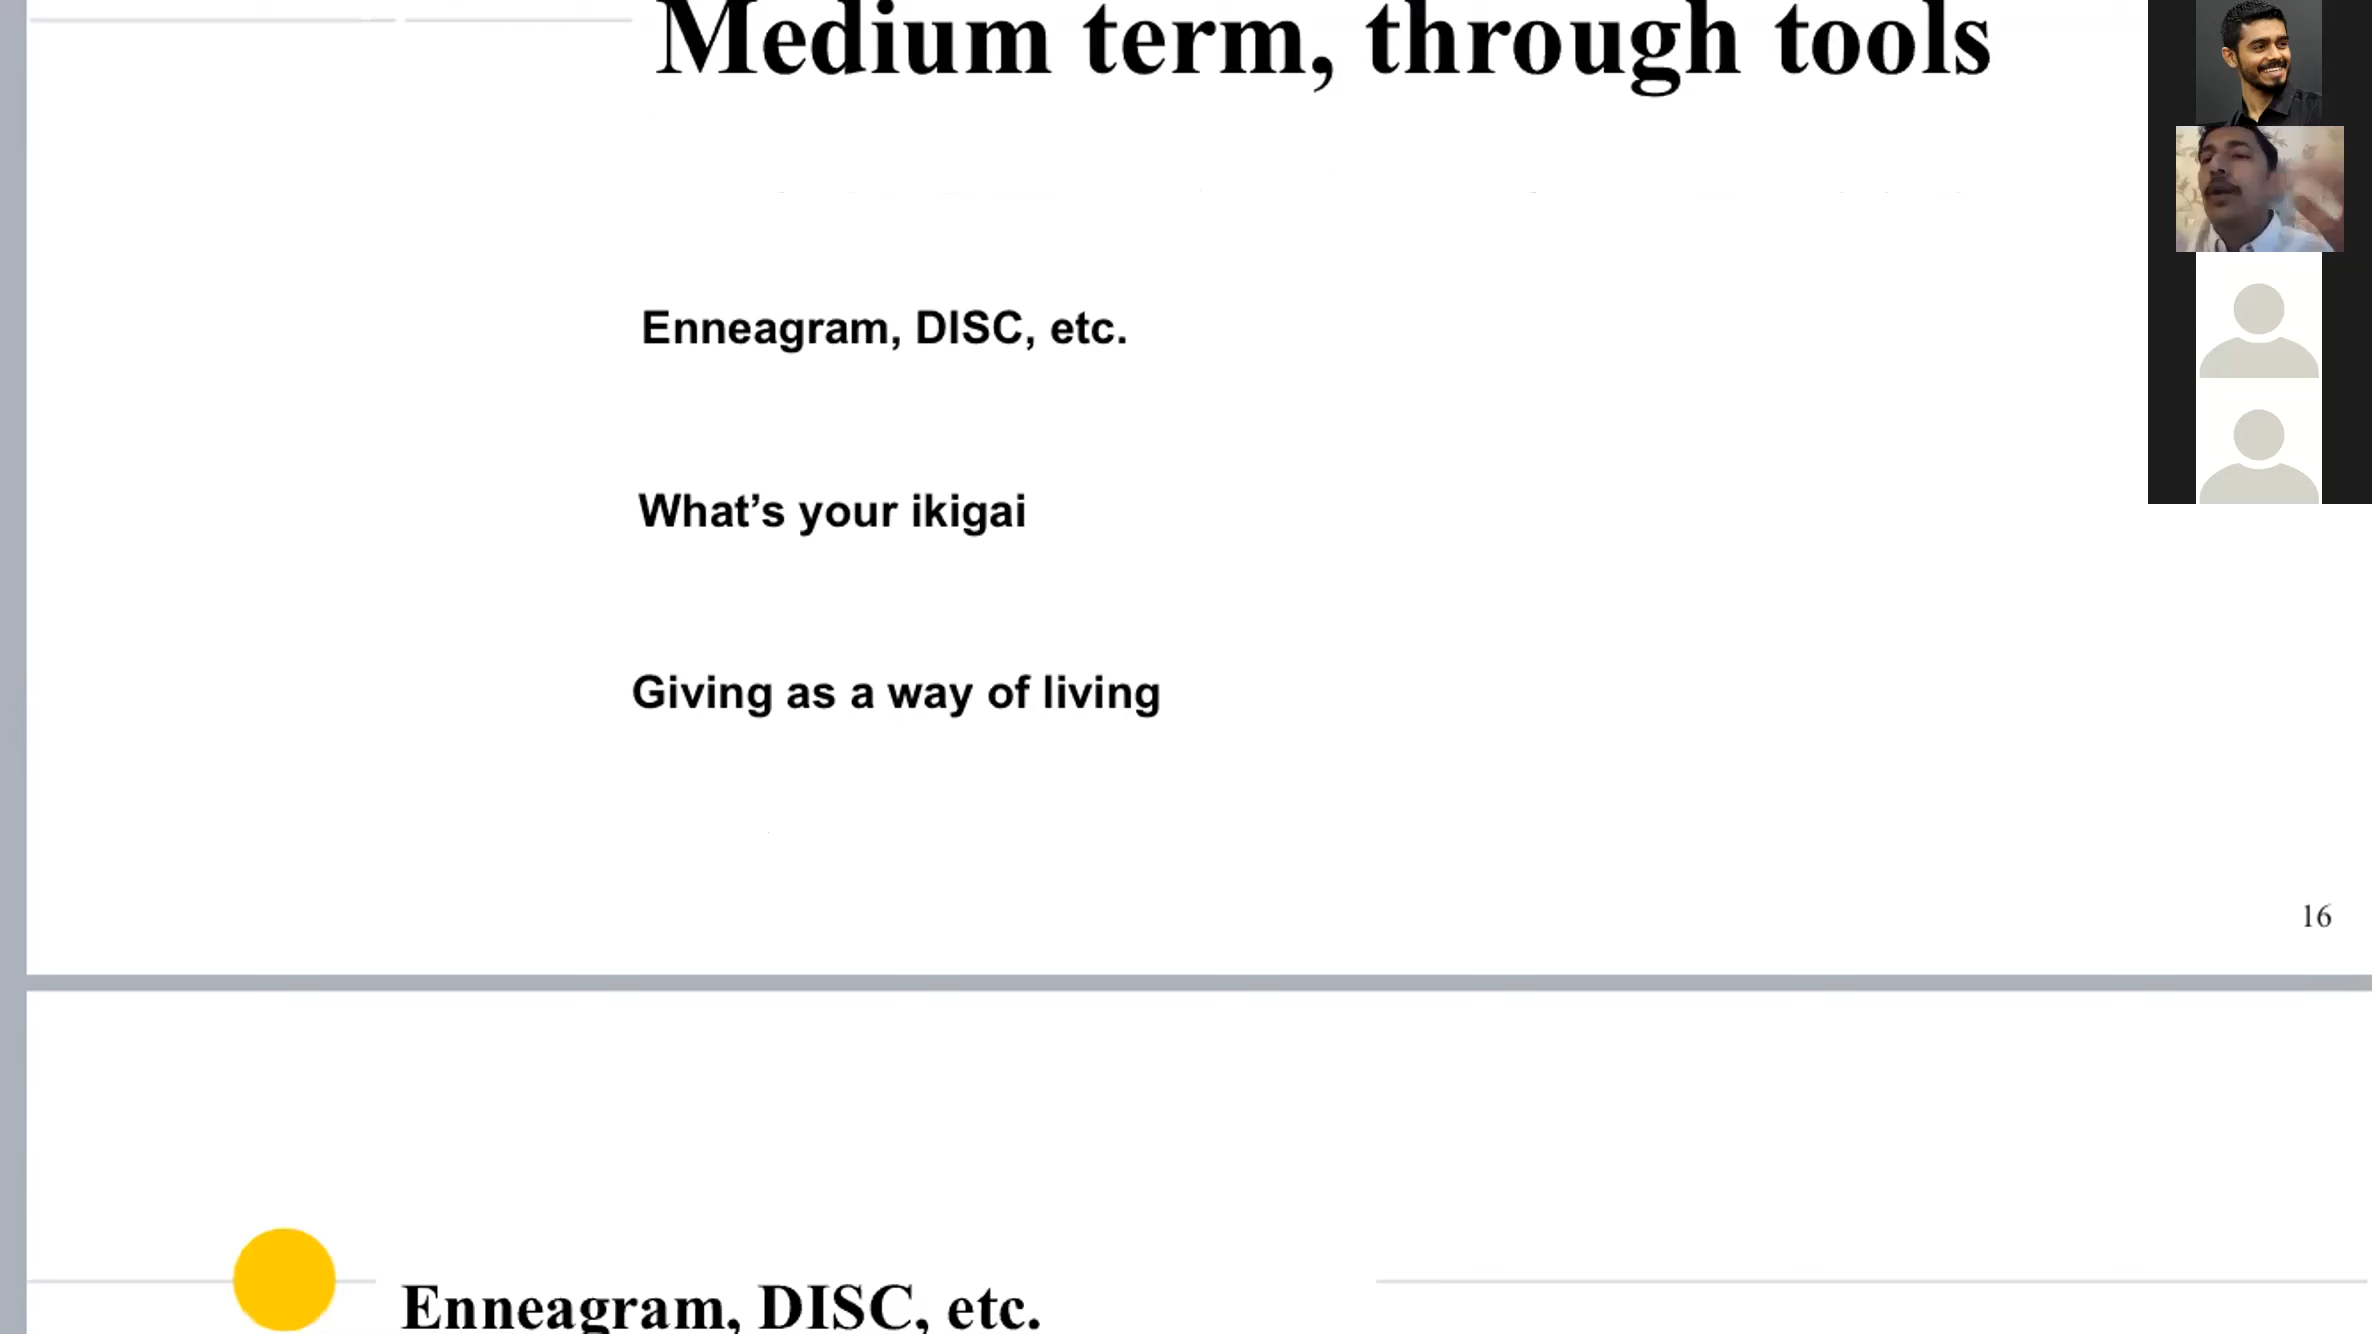 Medium term, through tools
Enneagram, DISC, etc.
What’s your ikigai
Giving as a way of living
16
Enneagram, DISC, etc.